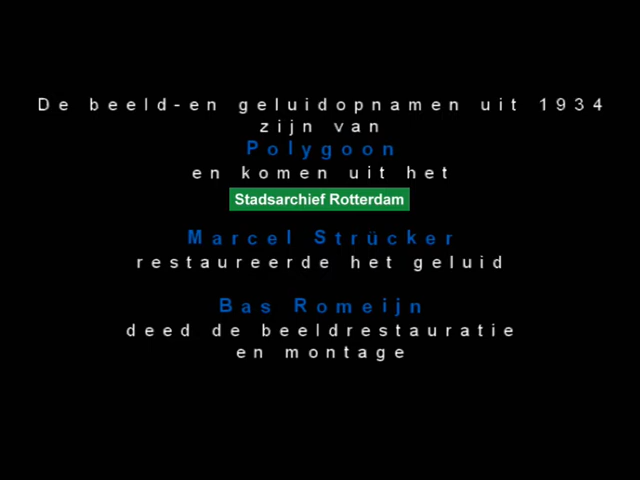 De beeld-en geluidopnamen uit 1934
zijn van
Polygoon
en komen uit het
Stadsarchief Rotterdam
Marcel Strücker
restaureerde het geluid
Bas Romeijn
deed de beeldrestauratie
en montage